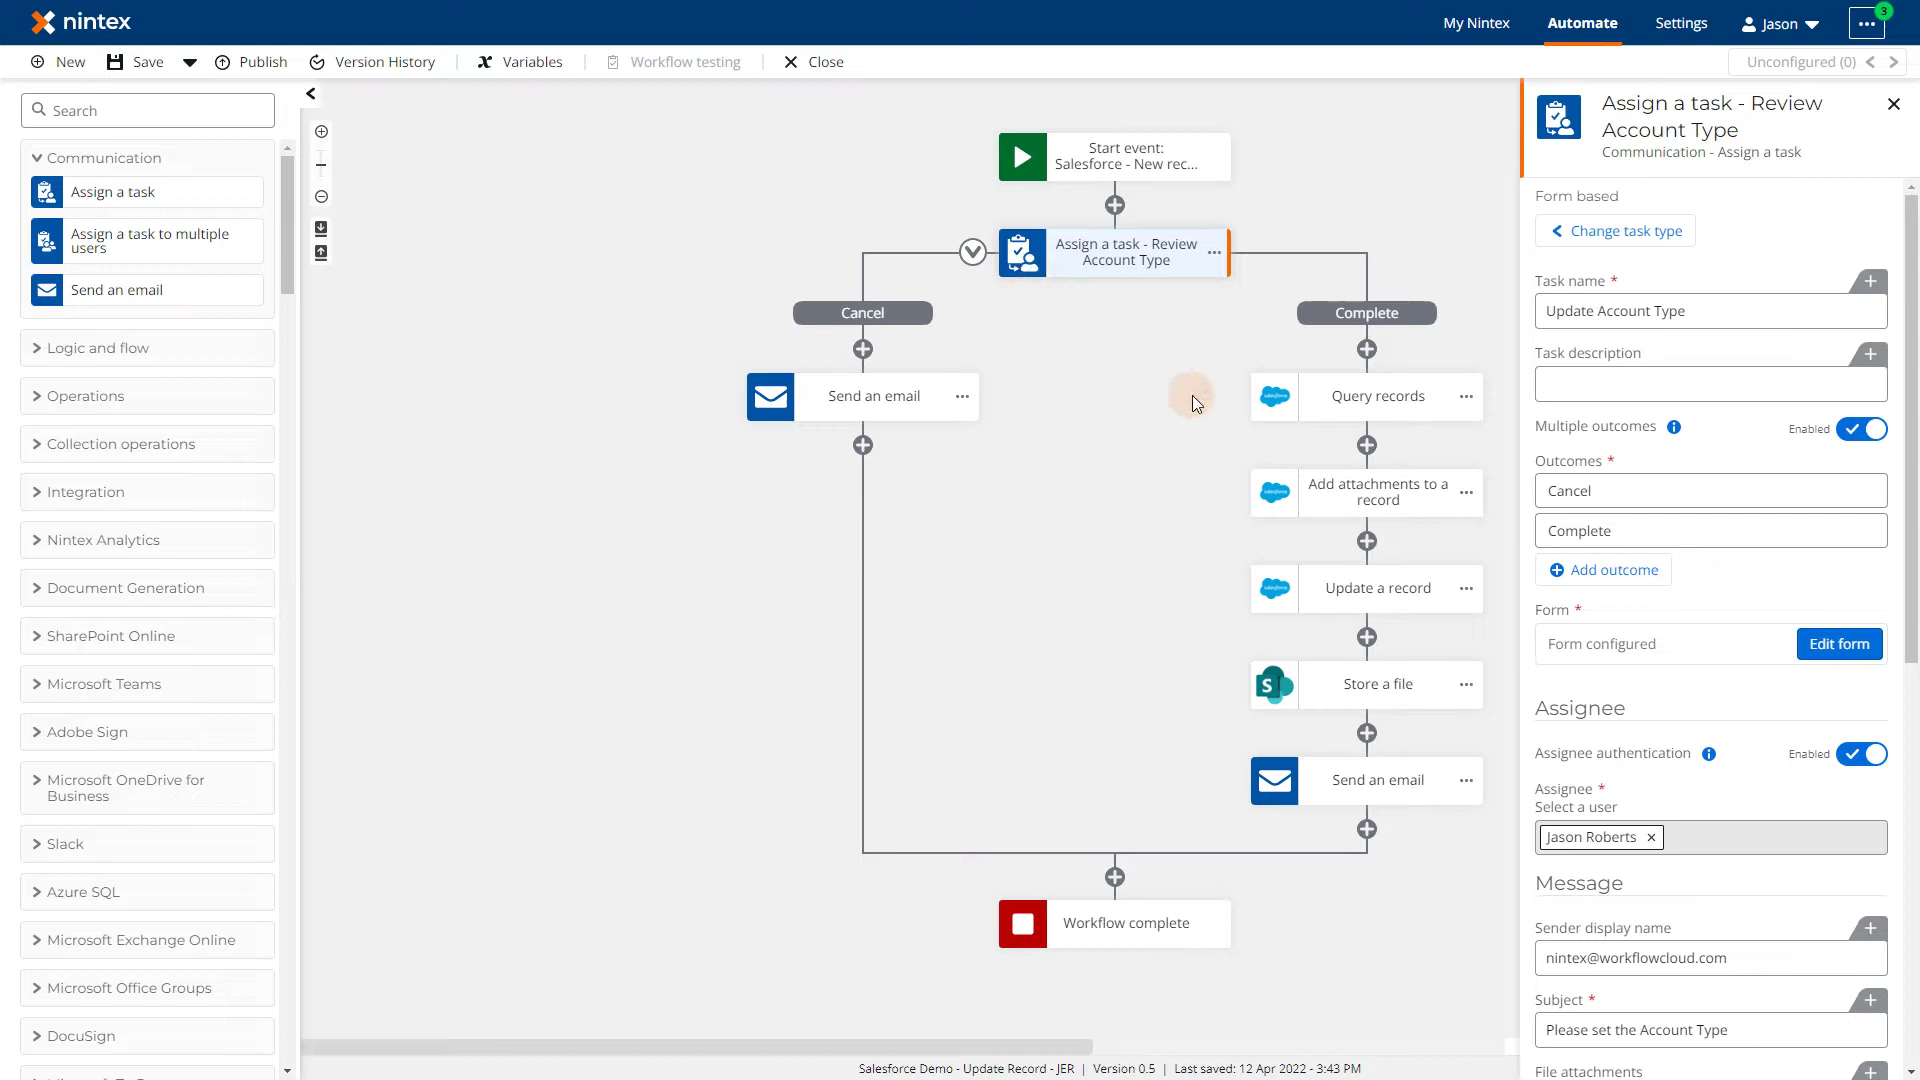 nintex
My Nintex
Automate
Settings
Jason
3
New
Save
Publish
Version History
Variables
Workflow testing
Close
Unconfigured (0)
Search
Communication
Assign a task
Assign a task to multiple
users
Send an email
Logic and flow
Operations
Collection operations
Integration
Nintex Analytics
Document Generation
SharePoint Online
Microsoft Teams
Adobe Sign
Microsoft OneDrive for
Business
Slack
Azure SQL
Microsoft Exchange Online
Microsoft Office Groups
DocuSign
Start event:
Salesforce - New rec...
Assign a task - Review
Account Type
Cancel
Complete
Send an email
Query records
Add attachments to a
record
Update a record
Store a file
Send an email
Workflow complete
Salesforce Demo - Update Record - JER | Version 0.5 | Last saved: 12 Apr 2022 - 3:43 PM
Assign a task - Review
Account Type
Communication - Assign a task
Form based
Change task type
Task name *
Update Account Type
Task description
Multiple outcomes
Enabled
Outcomes *
Cancel
Complete
Add outcome
Form *
Form configured
Edit form
Assignee
Assignee authentication
Enabled
Assignee *
Select a user
Jason Roberts
Message
Sender display name
nintex@workflowcloud.com
Subject *
Please set the Account Type
File attachments